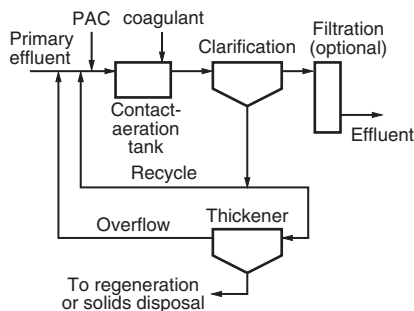 PAC
coagulant
Primary
effluent
Clarification
Filtration
(optional)
Contact-
aeration
tank
Effluent
Recycle
Overflow
Thickener
To regeneration
or solids disposal